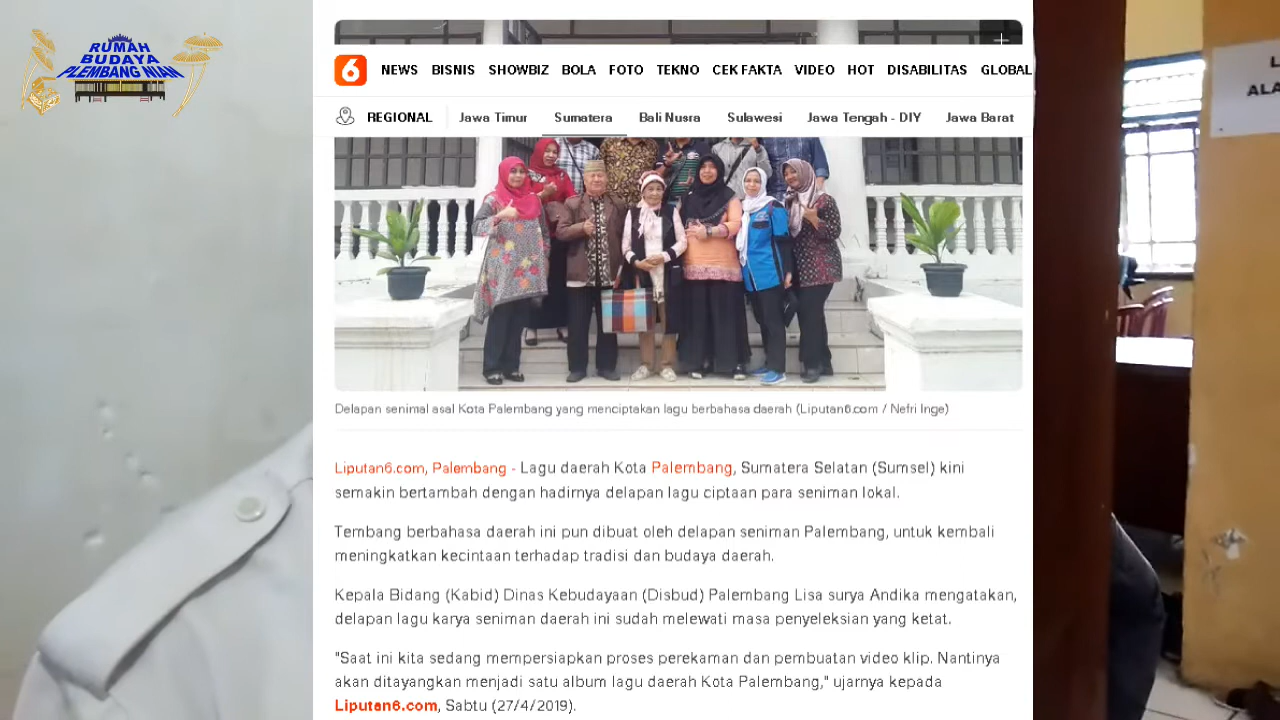 RUMAH
BUDAYA
PLEMBANG NIAN
6 NEWS BISNIS SHOWBIZ BOLA FOTO TEKNO CEK FAKTA VIDEO HOT DISABILITAS GLOBAL
REGIONAL Jawa Timur Sumatera Bali Nusra Sulawesi Jawa Tengah - DIY Jawa Barat
Delapan senimal asal Kota Palembang yang menciptakan lagu berbahasa daerah (Liputan6.com / Nefri Inge)
Liputan6.com, Palembang - Lagu daerah Kota Palembang, Sumatera Selatan (Sumsel) kini
semakin bertambah dengan hadirnya delapan lagu ciptaan para seniman lokal.
Tembang berbahasa daerah ini pun dibuat oleh delapan seniman Palembang, untuk kembali
meningkatkan kecintaan terhadap tradisi dan budaya daerah.
Kepala Bidang (Kabid) Dinas Kebudayaan (Disbud) Palembang Lisa surya Andika mengatakan,
delapan lagu karya seniman daerah ini sudah melewati masa penyeleksian yang ketat.
"Saat ini kita sedang mempersiapkan proses perekaman dan pembuatan video klip. Nantinya
akan ditayangkan menjadi satu album lagu daerah Kota Palembang," ujarnya kepada
Liputan6.com, Sabtu (27/4/2019).